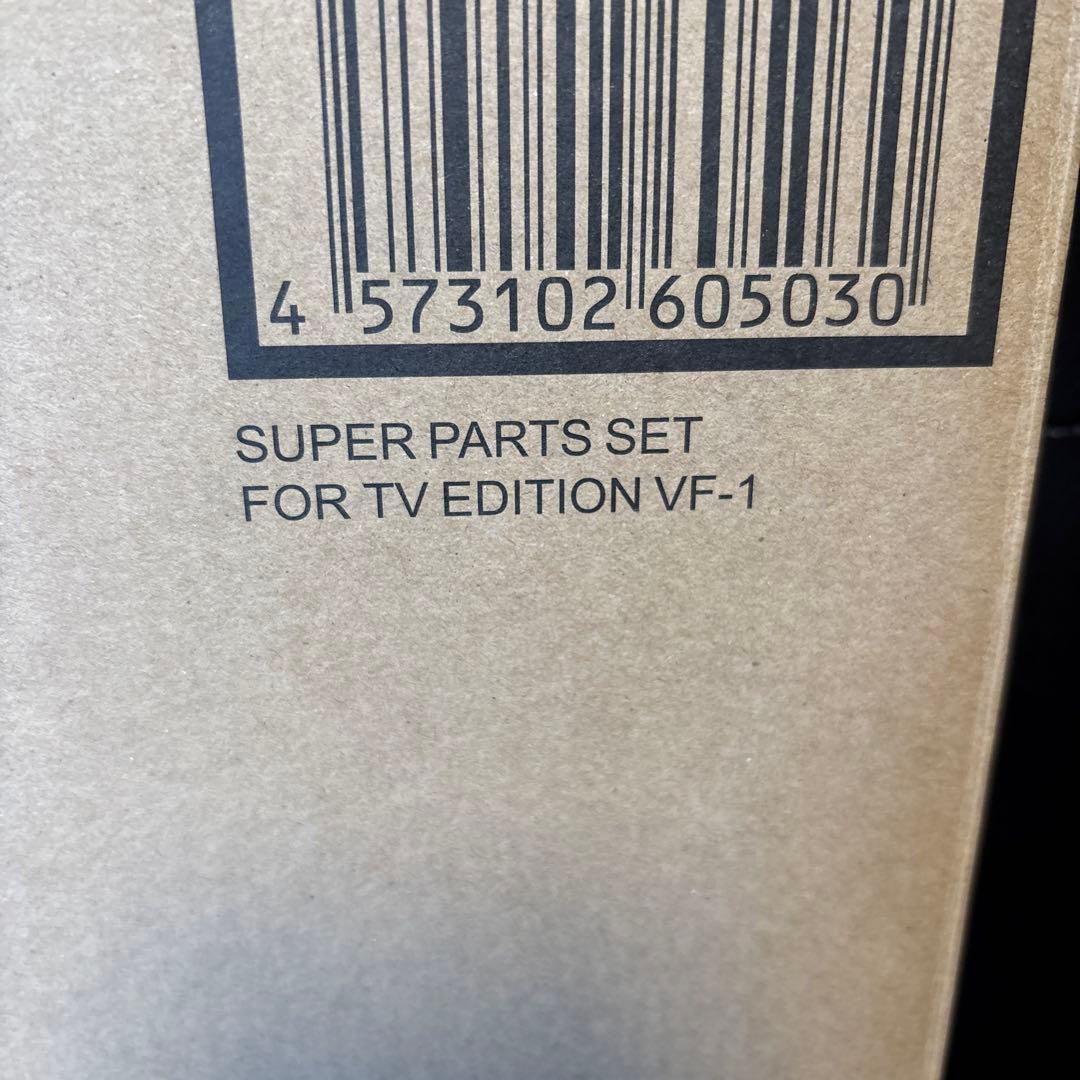 4 573102 605030
SUPER PARTS SET
FOR TV EDITION VF-1